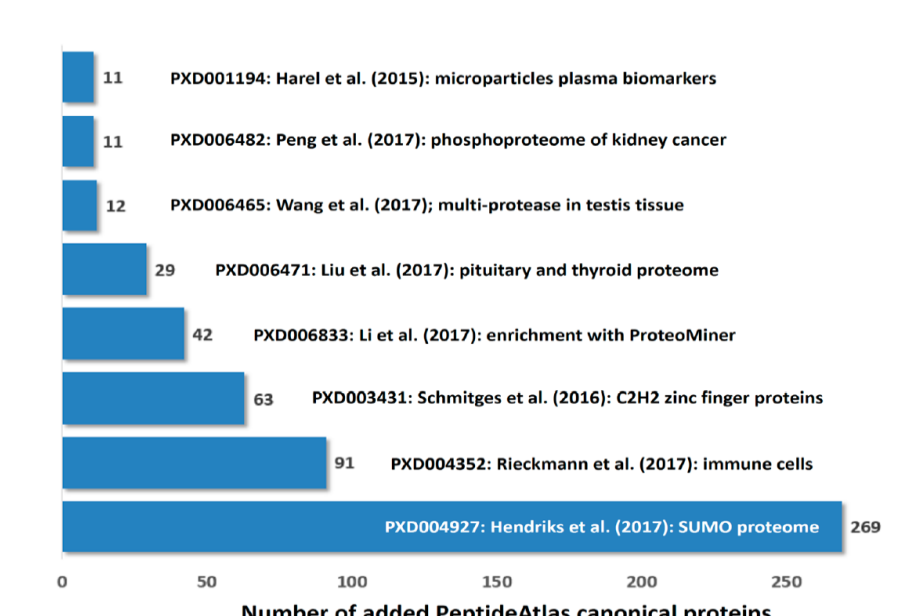 11 PXD001194: Harel et al. (2015): microparticles plasma biomarkers
11 PXD006482: Peng et al. (2017): phosphoproteome of kidney cancer
12 PXD006465: Wang et al. (2017); multi-protease in testis tissue
29 PXD006471: Liu et al. (2017): pituitary and thyroid proteome
42 PXD006833: Li et al. (2017): enrichment with ProteoMiner
63 PXD003431: Schmitges et al. (2016): C2H2 zinc finger proteins
91 PXD004352: Rieckmann et al. (2017): immune cells
PXD004927: Hendriks et al. (2017): SUMO proteome 269
0 50 100 150 200 250
Number of added PeptideAtlas canonical proteins